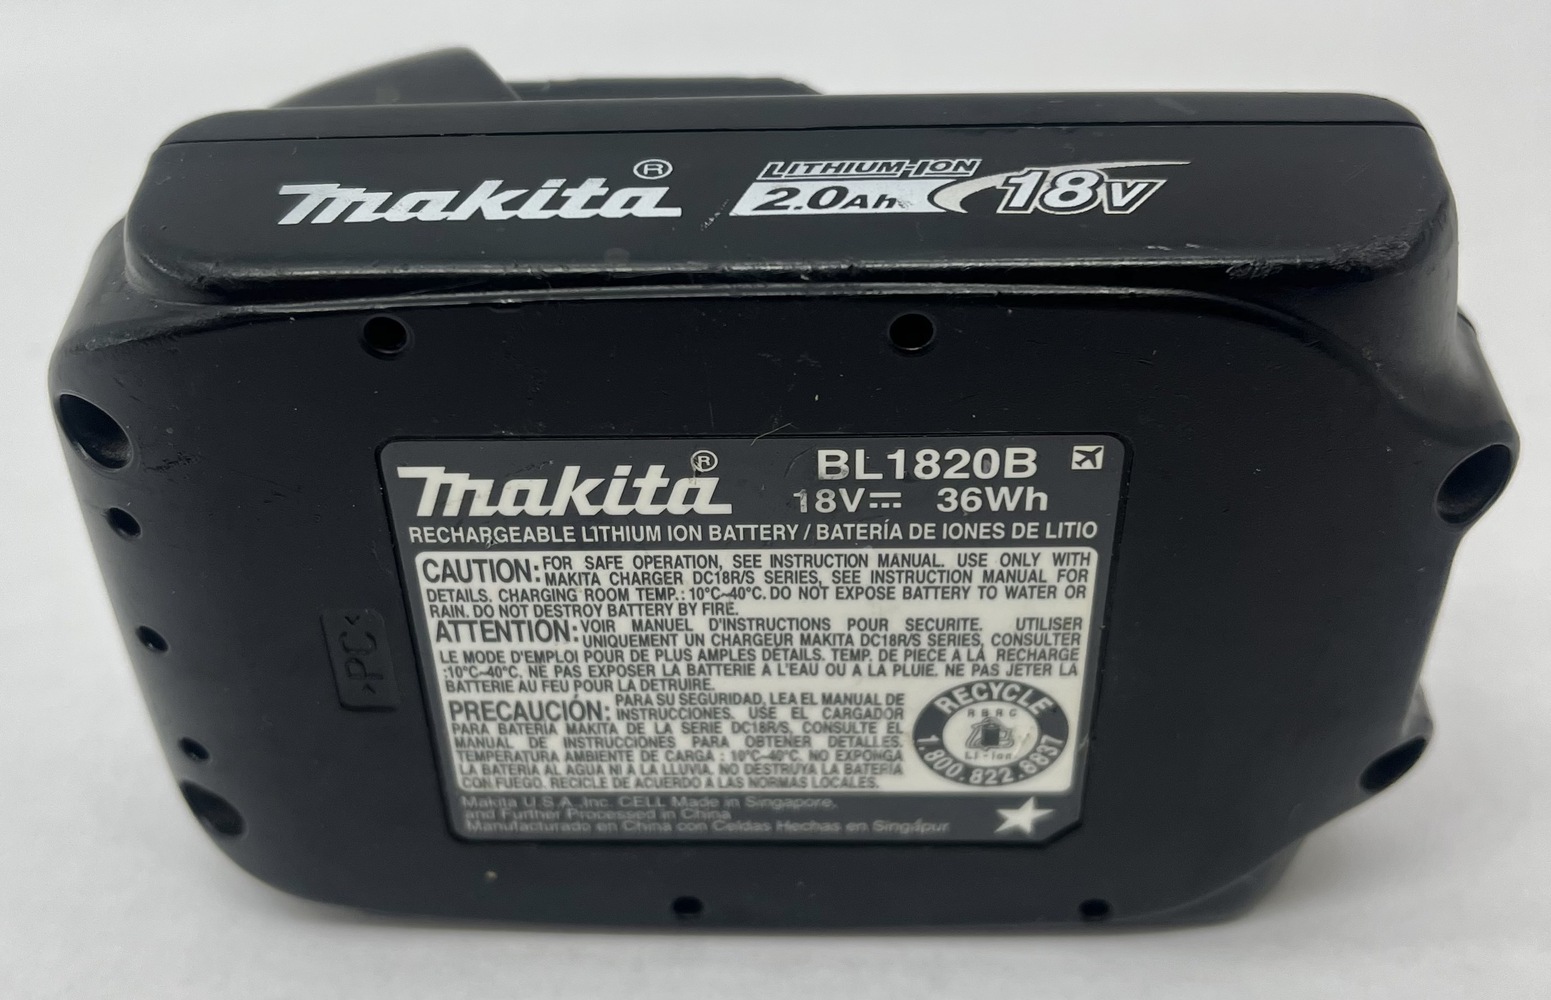 makita®
LITHIUM-ION
2.0Ah 18V
makita® BL1820B
18V 36Wh
RECHARGEABLE LITHIUM ION BATTERY / BATERÍA DE IONES DE LITIO
CAUTION: FOR SAFE OPERATION, SEE INSTRUCTION MANUAL. USE ONLY WITH
MAKITA CHARGER DC18R/S SERIES, SEE INSTRUCTION MANUAL FOR
DETAILS. CHARGING ROOM TEMP.: 10°C~40°C. DO NOT EXPOSE BATTERY TO WATER OR
RAIN. DO NOT DESTROY BATTERY BY FIRE.
ATTENTION: VOIR MANUEL D'INSTRUCTIONS POUR SECURITE. UTILISER
UNIQUEMENT UN CHARGEUR MAKITA DC18R/S SERIES, CONSULTER
LE MODE D'EMPLOI POUR DE PLUS AMPLES DETAILS. TEMP. DE PIECE A LA RECHARGE
:10°C~40°C. NE PAS EXPOSER LA BATTERIE A L'EAU OU A LA PLUIE. NE PAS JETER LA
BATTERIE AU FEU POUR LA DETRUIRE.
PRECAUCIÓN: PARA SU SEGURIDAD, LEA EL MANUAL DE
INSTRUCCIONES. USE EL CARGADOR
PARA BATERIA MAKITA DE LA SERIE DC18R/S, CONSULTE EL
MANUAL DE INSTRUCCIONES PARA OBTENER DETALLES.
TEMPERATURA AMBIENTE DE CARGA : 10°C~40°C. NO EXPONGA
LA BATERIA AL AGUA NI A LA LLUVIA. NO DESTRUYA LA BATERIA
CON FUEGO. RECICLE DE ACUERDO A LAS NORMAS LOCALES.
RECYCLE
RBRC
Li-Ion
1.800.822.8837
Makita U.S.A., Inc. CELL Made in Singapore,
and Further Processed in China
Manufacturado en China con Celdas Hechas en Singapur
>PC<